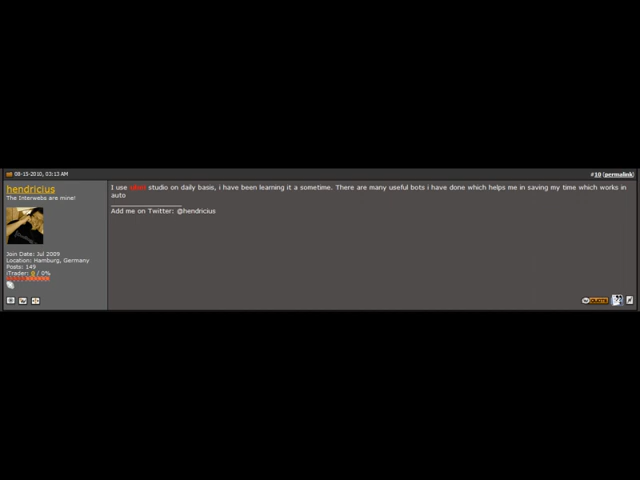 08-15-2010, 03:13 AM
#10 (permalink)
hendricius
The Interwebs are mine!
Join Date: Jul 2009
Location: Hamburg, Germany
Posts: 149
iTrader: 0 / 0%
I use studio on daily basis, i have been learning it a sometime. There are many useful bots i have done which helps me in saving my time which works in
auto
Add me on Twitter: @hendricius
QUOTE